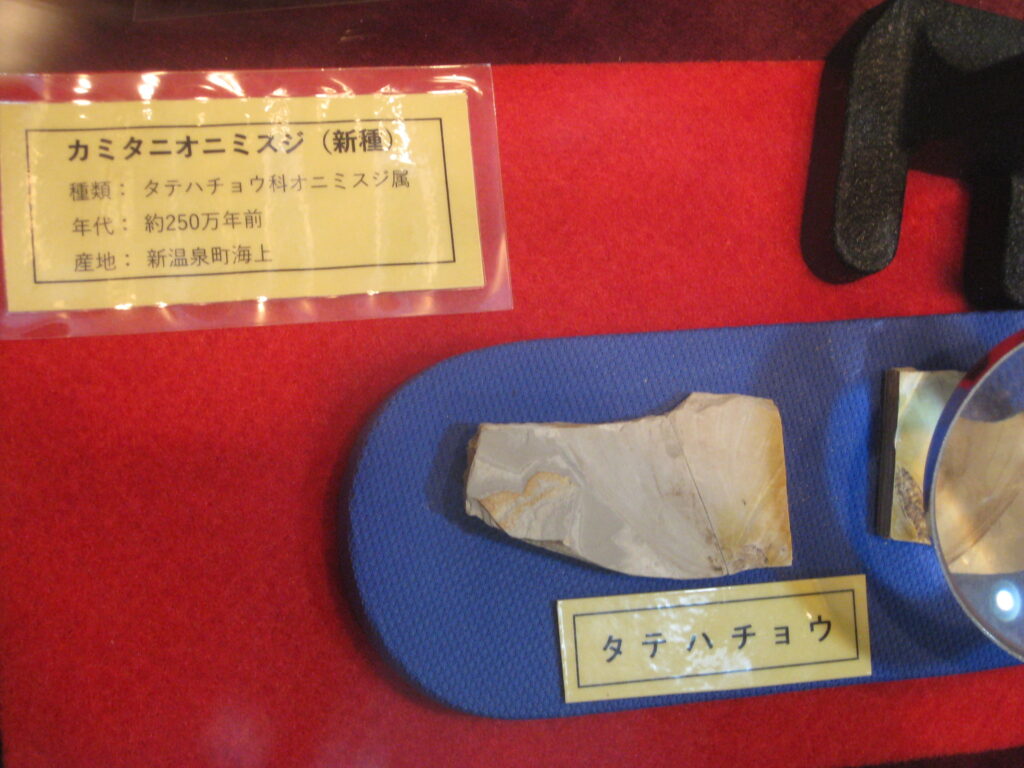 カミタニオニミスジ（新種）
種類： タテハチョウ科オニミスジ属
年代： 約250万年前
産地： 新温泉町海上
タテハチョウ